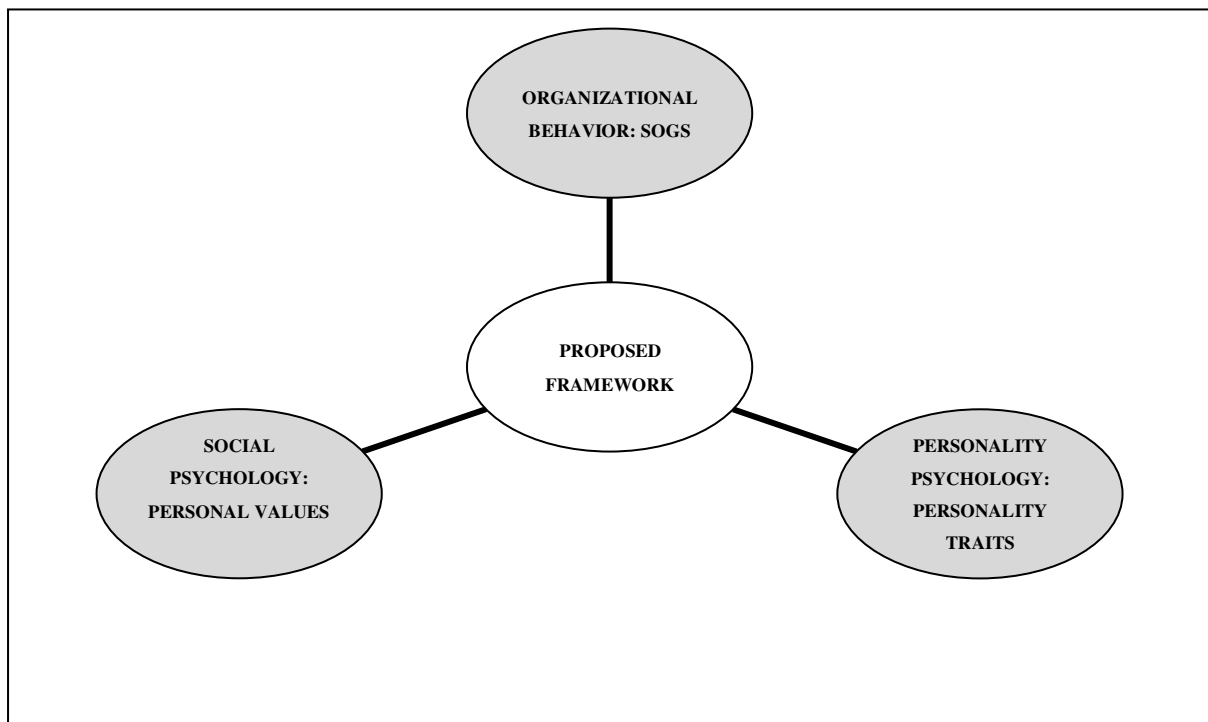 ORGANIZATIONAL
BEHAVIOR: SOGS
PROPOSED
FRAMEWORK
SOCIAL
PSYCHOLOGY:
PERSONAL VALUES
PERSONALITY
PSYCHOLOGY:
PERSONALITY
TRAITS